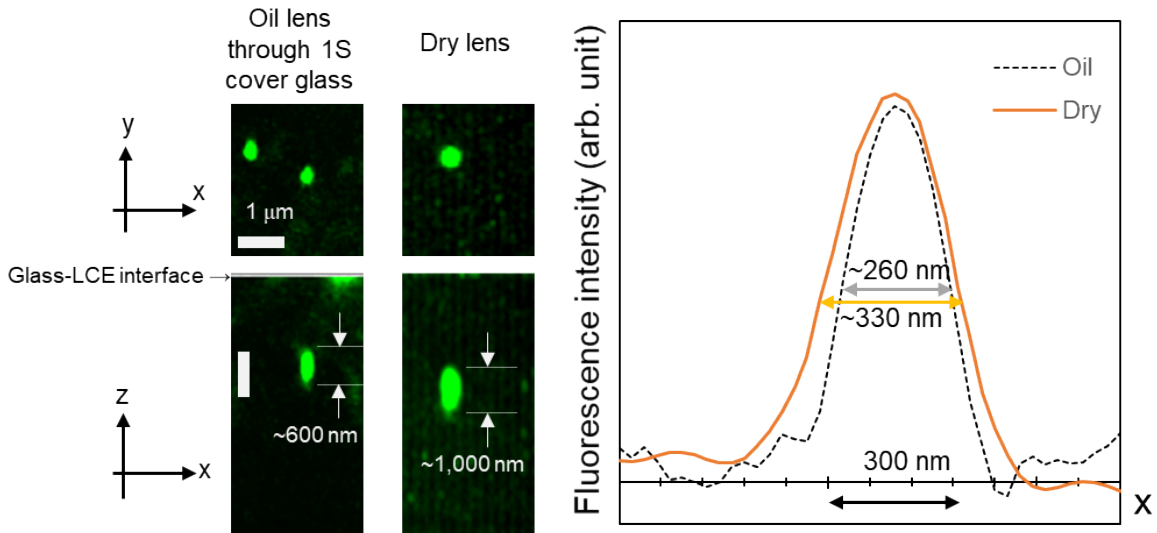 Oil lens
through 1S
cover glass
Dry lens
y
x
1 μm
Glass-LCE interface →
z
x
~600 nm
~1,000 nm
Fluorescence intensity (arb. unit)
Oil
Dry
~260 nm
~330 nm
300 nm
x